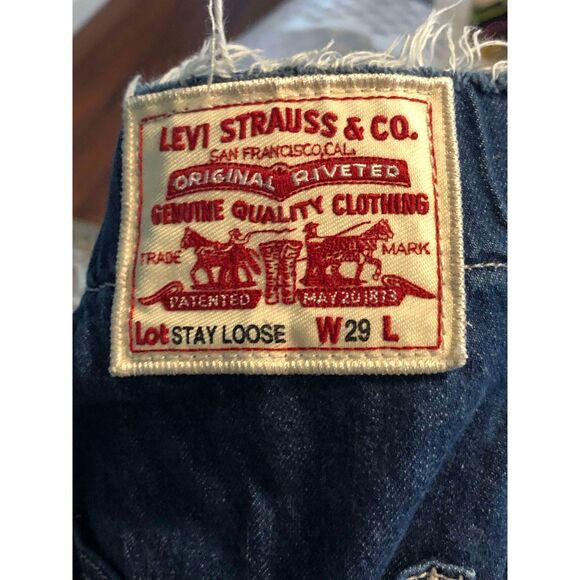 LEVI STRAUSS & CO.
SAN FRANCISCO, CAL.
ORIGINAL RIVETED
GENUINE QUALITY CLOTHING
TRADE MARK
PATENTED MAY 20 1873
Lot STAY LOOSE W 29 L